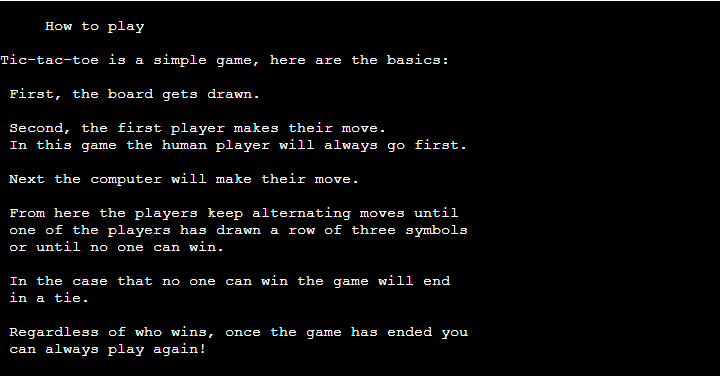 How to play
Tic-tac-toe is a simple game, here are the basics:
First, the board gets drawn.
Second, the first player makes their move.
In this game the human player will always go first.
Next the computer will make their move.
From here the players keep alternating moves until
one of the players has drawn a row of three symbols
or until no one can win.
In the case that no one can win the game will end
in a tie.
Regardless of who wins, once the game has ended you
can always play again!